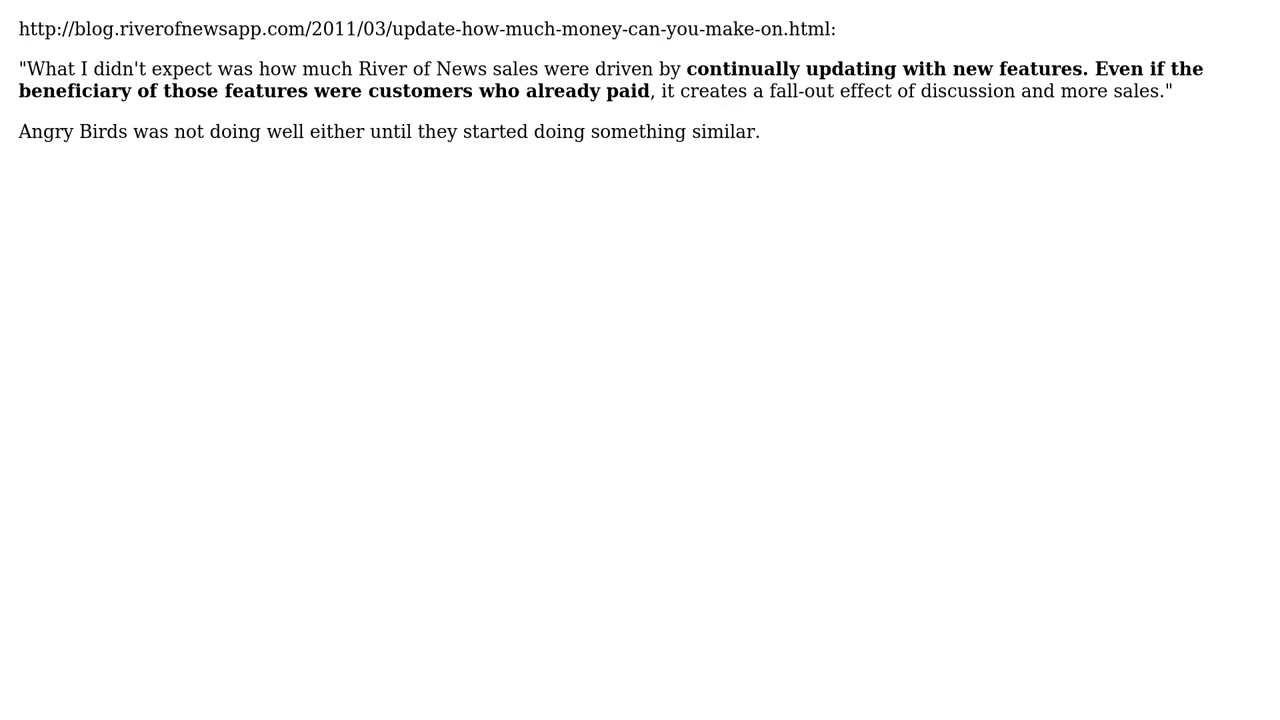 http://blog.riverofnewsapp.com/2011/03/update-how-much-money-can-you-make-on.html:
"What I didn't expect was how much River of News sales were driven by continually updating with new features. Even if the
beneficiary of those features were customers who already paid, it creates a fall-out effect of discussion and more sales."
Angry Birds was not doing well either until they started doing something similar.